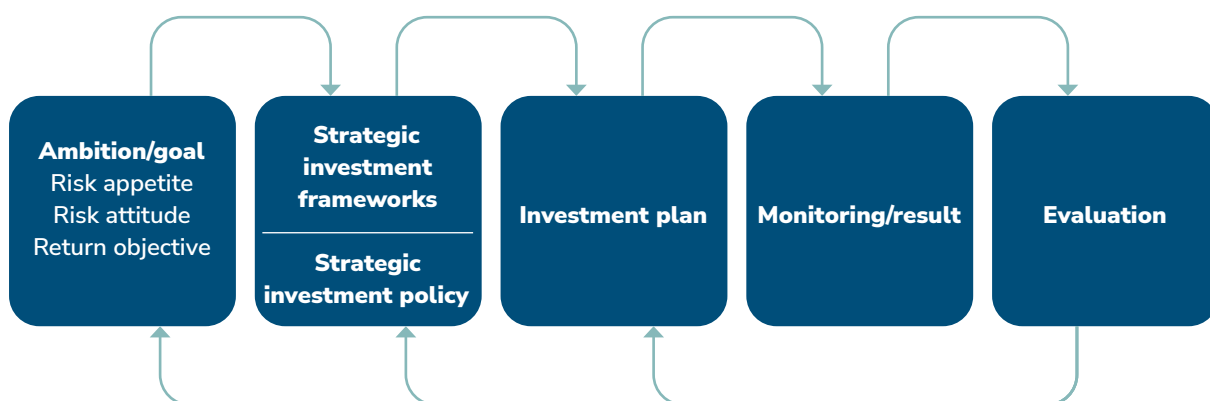 Ambition/goal
Risk appetite
Risk attitude
Return objective
Strategic
investment
frameworks
Strategic
investment policy
Investment plan
Monitoring/result
Evaluation